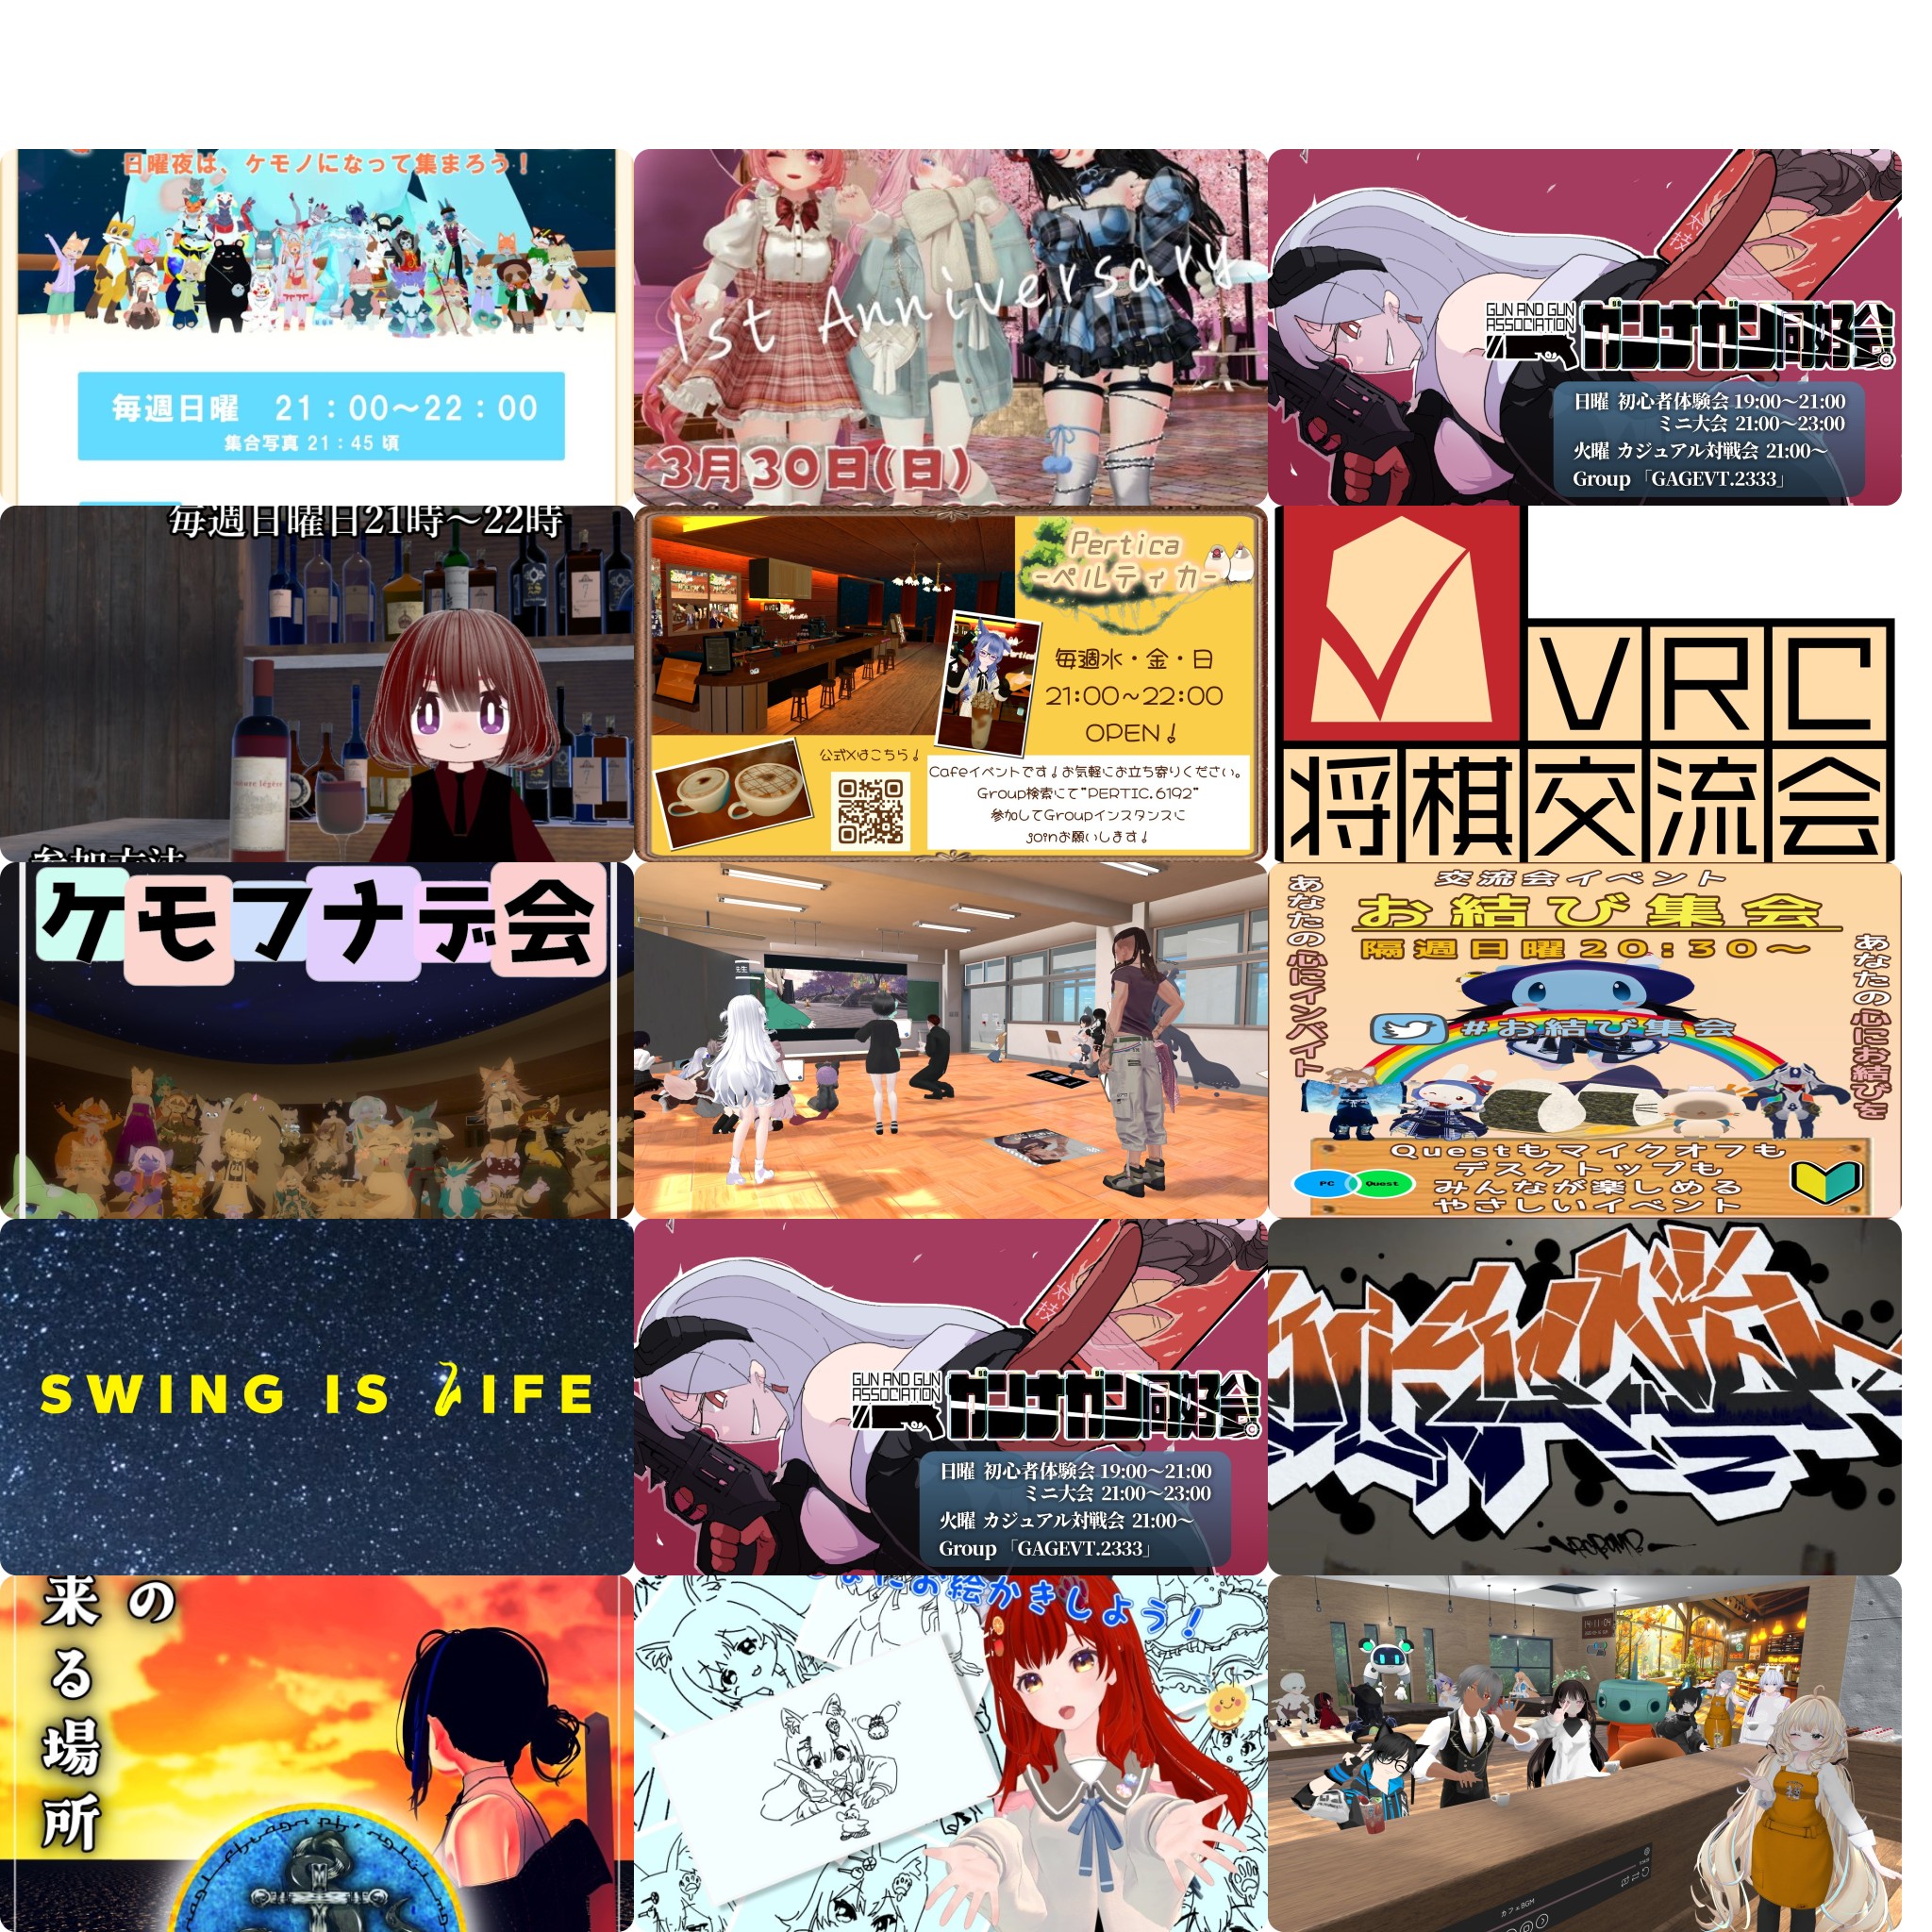 日曜夜は、ケモノになって集まろう！
毎週日曜　21：00～22：00
集合写真 21：45 頃
1st Anniversary
3月30日(日)
GUN AND GUN
ASSOCIATION
ガンナガン同好会
日曜 初心者体験会 19:00～21:00
ミニ大会 21:00～23:00
火曜 カジュアル対戦会 21:00～
Group 「GAGEVT.2333」
毎週日曜日21時～22時
参加方法
Pertica
-ペルティカ-
毎週水・金・日
21:00~22:00
OPEN！
公式Xはこちら！
Cafeイベントです！お気軽にお立ち寄りください。
Group検索にて"PERTIC.6192"
参加してGroupインスタンスに
joinお願いします！
VRC
将棋交流会
ケモフナデ会
交流会イベント
お結び集会
隔週日曜20:30～
あなたの心にインバイト
あなたの心にお結びを
#お結び集会
Questもマイクオフも
デスクトップも
みんなが楽しめる
やさしいイベント
PC
Quest
SWING IS LIFE
GUN AND GUN
ASSOCIATION
ガンナガン同好会
日曜 初心者体験会 19:00～21:00
ミニ大会 21:00～23:00
火曜 カジュアル対戦会 21:00～
Group 「GAGEVT.2333」
の
来る場所
お絵かきしよう！
カフェBGM